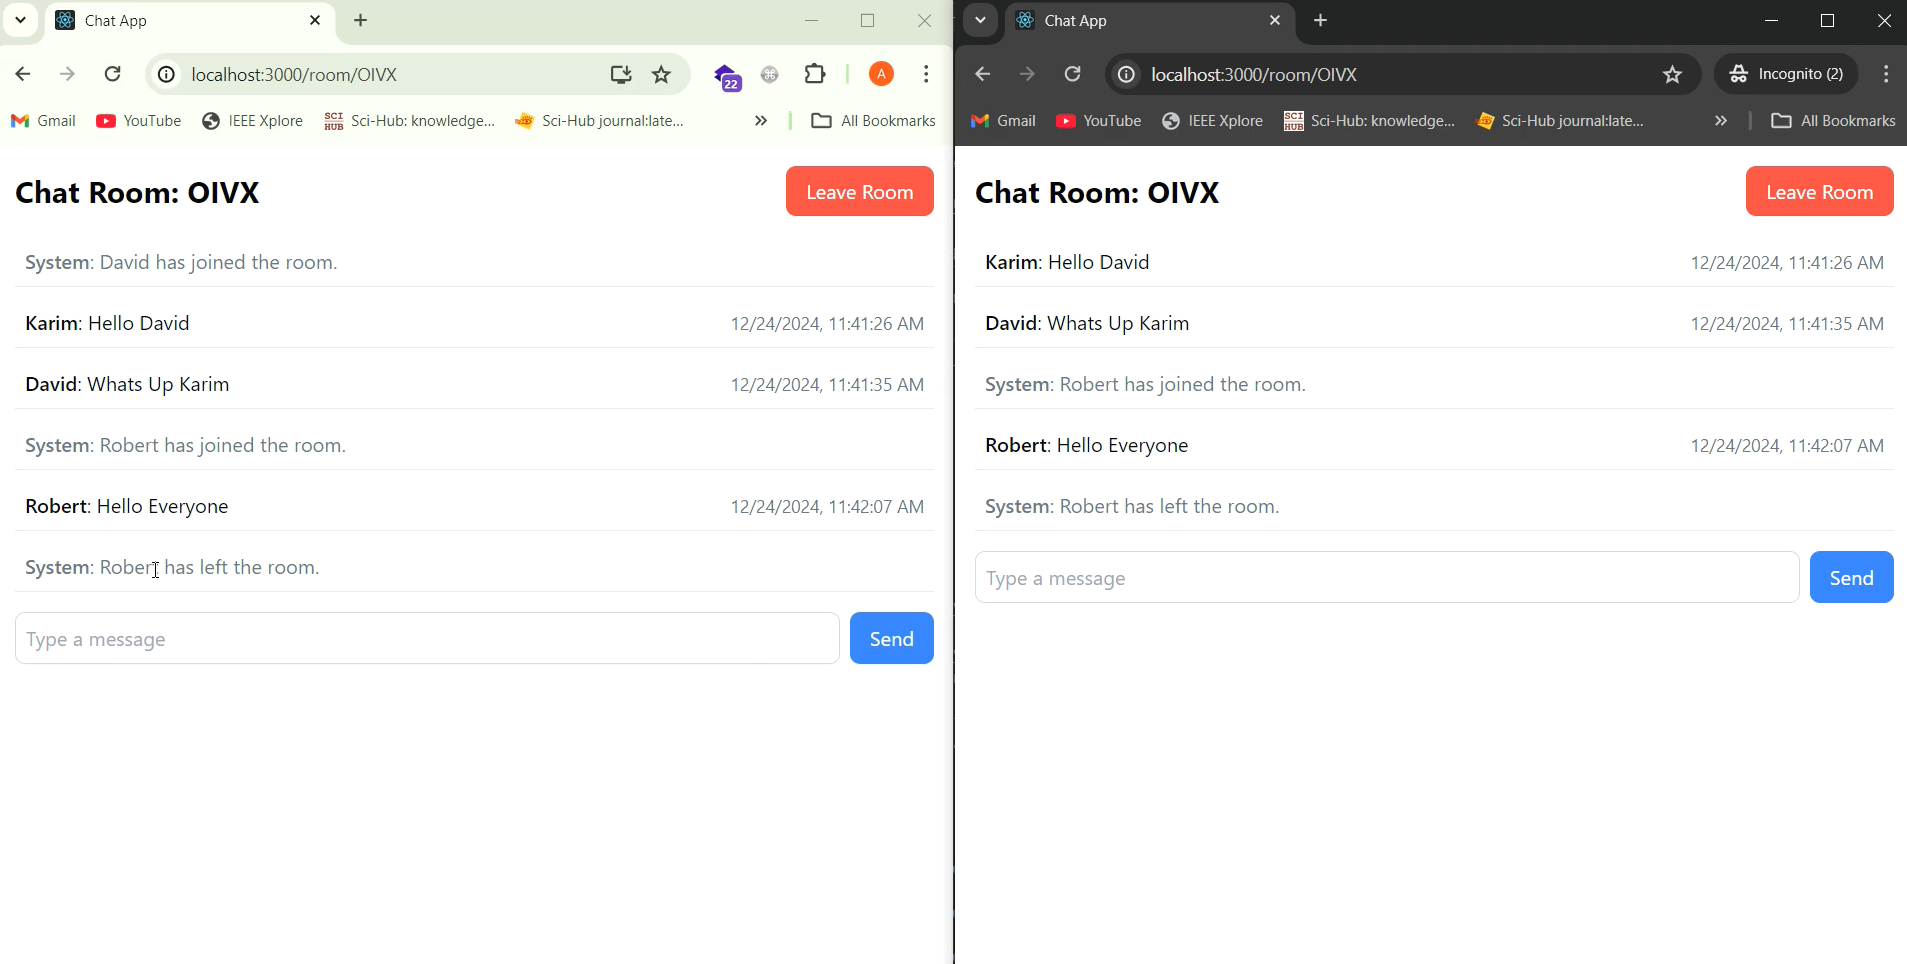 Chat App
localhost:3000/room/OIVX
22
A
Gmail YouTube IEEE Xplore SCI HUB Sci-Hub: knowledge... Sci-Hub journal:late... » All Bookmarks
Chat Room: OIVX Leave Room
System: David has joined the room.
Karim: Hello David 12/24/2024, 11:41:26 AM
David: Whats Up Karim 12/24/2024, 11:41:35 AM
System: Robert has joined the room.
Robert: Hello Everyone 12/24/2024, 11:42:07 AM
System: Robert has left the room.
Type a message Send
Chat App
localhost:3000/room/OIVX Incognito (2)
Gmail YouTube IEEE Xplore SCI HUB Sci-Hub: knowledge... Sci-Hub journal:late... » All Bookmarks
Chat Room: OIVX Leave Room
Karim: Hello David 12/24/2024, 11:41:26 AM
David: Whats Up Karim 12/24/2024, 11:41:35 AM
System: Robert has joined the room.
Robert: Hello Everyone 12/24/2024, 11:42:07 AM
System: Robert has left the room.
Type a message Send